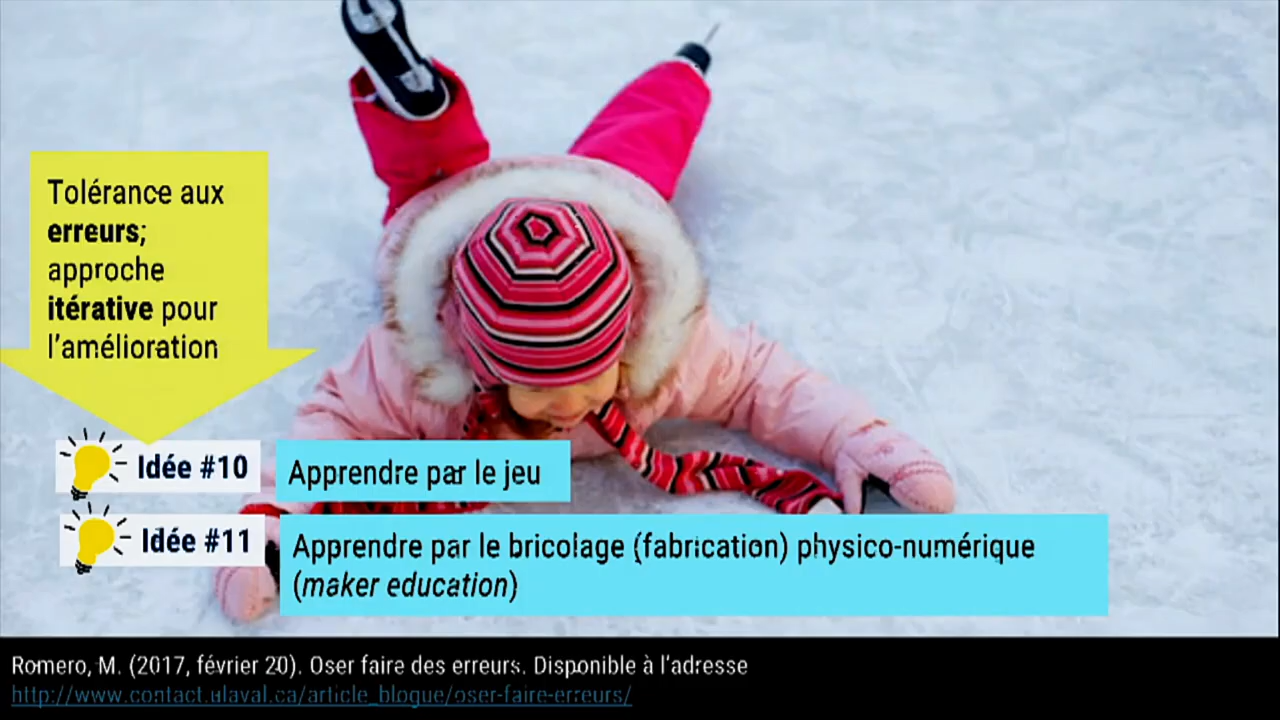 Tolérance aux
erreurs;
approche
itérative pour
l'amélioration
Idée #10
Apprendre par le jeu
Idée #11
Apprendre par le bricolage (fabrication) physico-numérique
(maker education)
Romero, M. (2017, février 20). Oser faire des erreurs. Disponible à l'adresse
http://www.contact.ulaval.ca/article_blogue/oser-faire-erreurs/